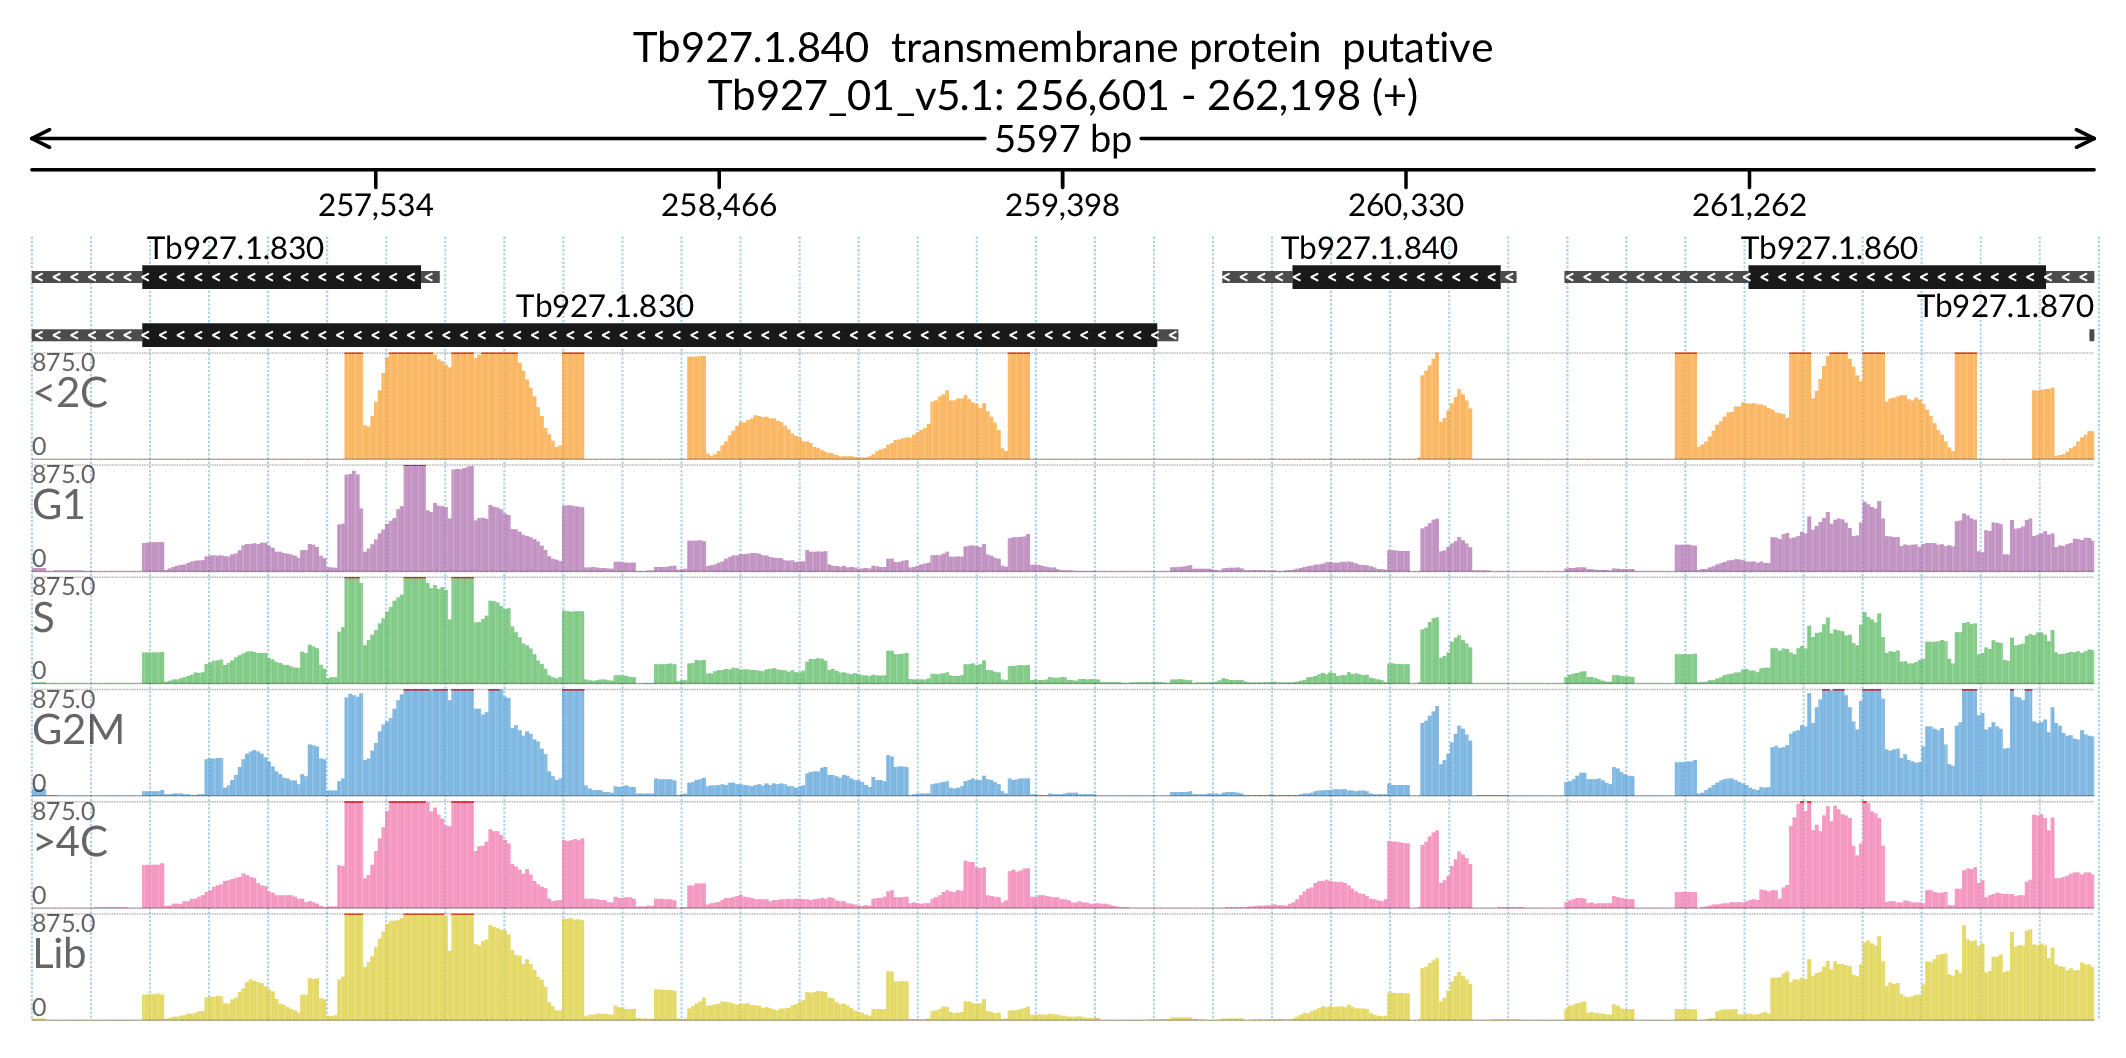 Tb927.1.840 transmembrane protein putative
Tb927_01_v5.1: 256,601 - 262,198 (+)
5597 bp
257,534 258,466 259,398 260,330 261,262
Tb927.1.830 Tb927.1.840 Tb927.1.860
Tb927.1.830 Tb927.1.870
875.0
<2C
0
875.0
G1
0
875.0
S
0
875.0
G2M
0
875.0
>4C
0
875.0
Lib
0